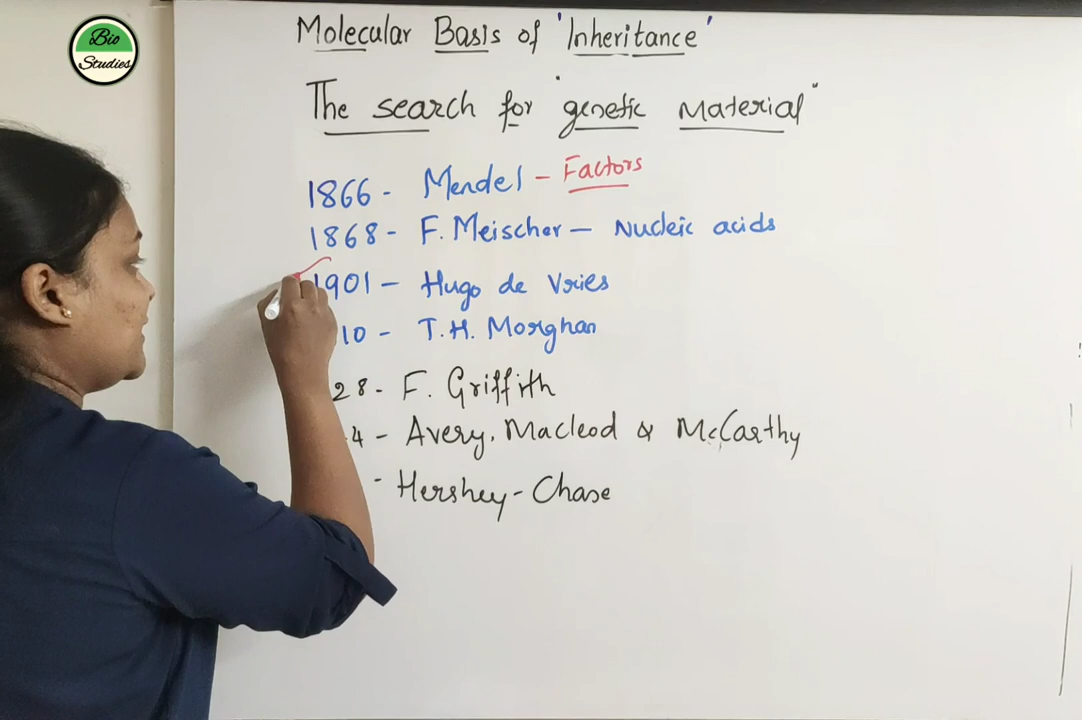 Bio
Studies
Molecular Basis of 'Inheritance'
The search for "genetic Material"
1866 - Mendel - Factors
1868 - F. Meischer - Nucleic acids
1901 - Hugo de Vries
10 - T.H. Morghan
28 - F. Griffith
4 - Avery, Macleod & McCarthy
- Hershey-Chase